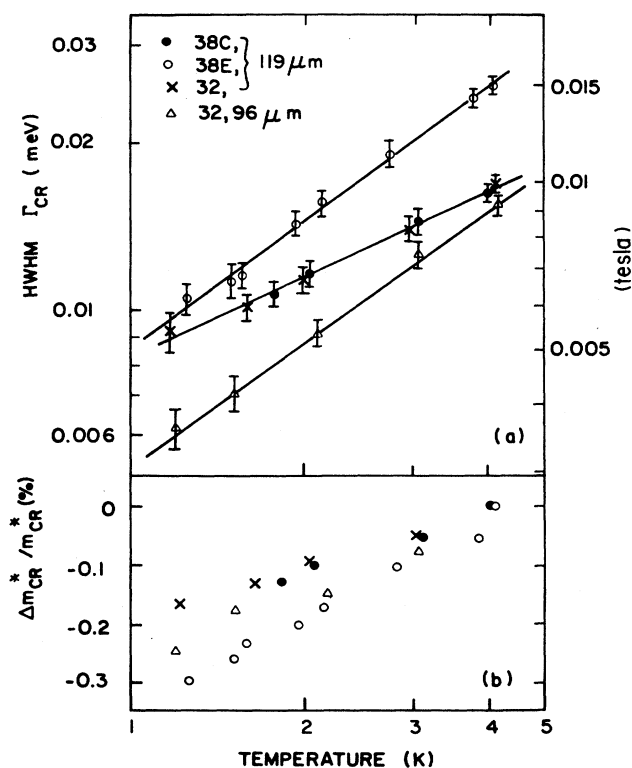 0.03
0.02
0.01
0.006
HWHM Γ_CR (meV)
38C,
38E, } 119 μm
32,
32, 96 μm
0.015
0.01
0.005
(tesla)
(a)
Δm*_CR / m*_CR (%)
0
-0.1
-0.2
-0.3
(b)
1 2 3 4 5
TEMPERATURE (K)